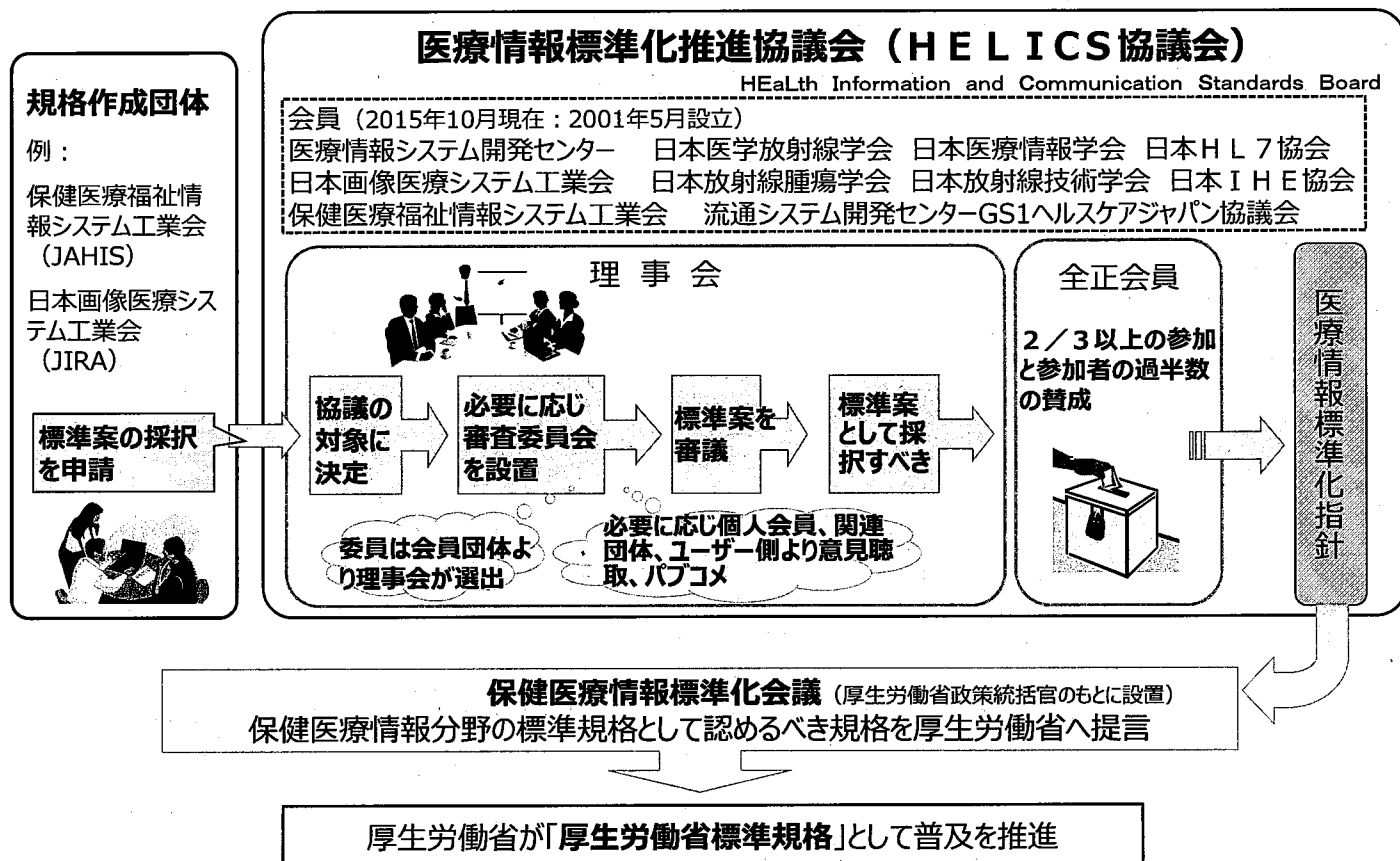 医療情報標準化推進協議会（ＨＥＬＩＣＳ協議会）
HEaLth Information and Communication Standards Board
規格作成団体
例：
保健医療福祉情
報システム工業会
（JAHIS）
日本画像医療シス
テム工業会
（JIRA）
標準案の採択
を申請
会員（2015年10月現在：2001年5月設立）
医療情報システム開発センター　日本医学放射線学会　日本医療情報学会　日本ＨＬ７協会
日本画像医療システム工業会　日本放射線腫瘍学会　日本放射線技術学会　日本ＩＨＥ協会
保健医療福祉情報システム工業会　流通システム開発センターGS1ヘルスケアジャパン協議会
理事会
協議の
対象に
決定
必要に応じ
審査委員会
を設置
標準案を
審議
標準案
として採
択すべき
委員は会員団体よ
り理事会が選出
必要に応じ個人会員、関連
団体、ユーザー側より意見聴
取、パブコメ
全正会員
２／３以上の参加
と参加者の過半数
の賛成
医療情報標準化指針
保健医療情報標準化会議（厚生労働省政策統括官のもとに設置）
保健医療情報分野の標準規格として認めるべき規格を厚生労働省へ提言
厚生労働省が「厚生労働省標準規格」として普及を推進